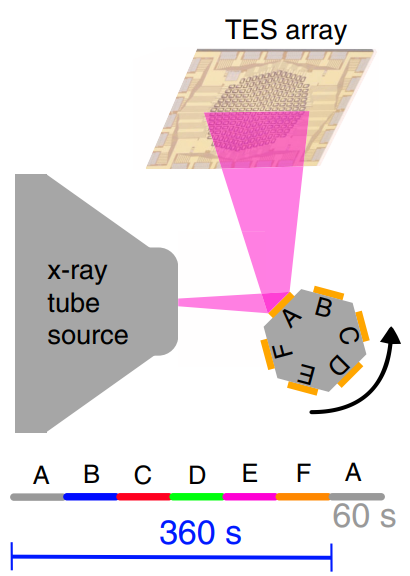 TES array
x-ray
tube
source
A
B
C
D
E
F
A B C D E F A
60 s
360 s